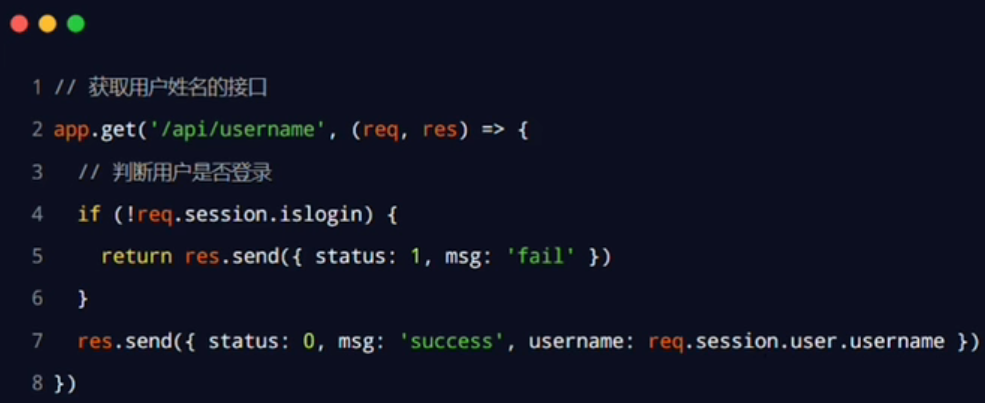 1 // 获取用户姓名的接口
2 app.get('/api/username', (req, res) => {
3 // 判断用户是否登录
4 if (!req.session.islogin) {
5 return res.send({ status: 1, msg: 'fail' })
6 }
7 res.send({ status: 0, msg: 'success', username: req.session.user.username })
8 })